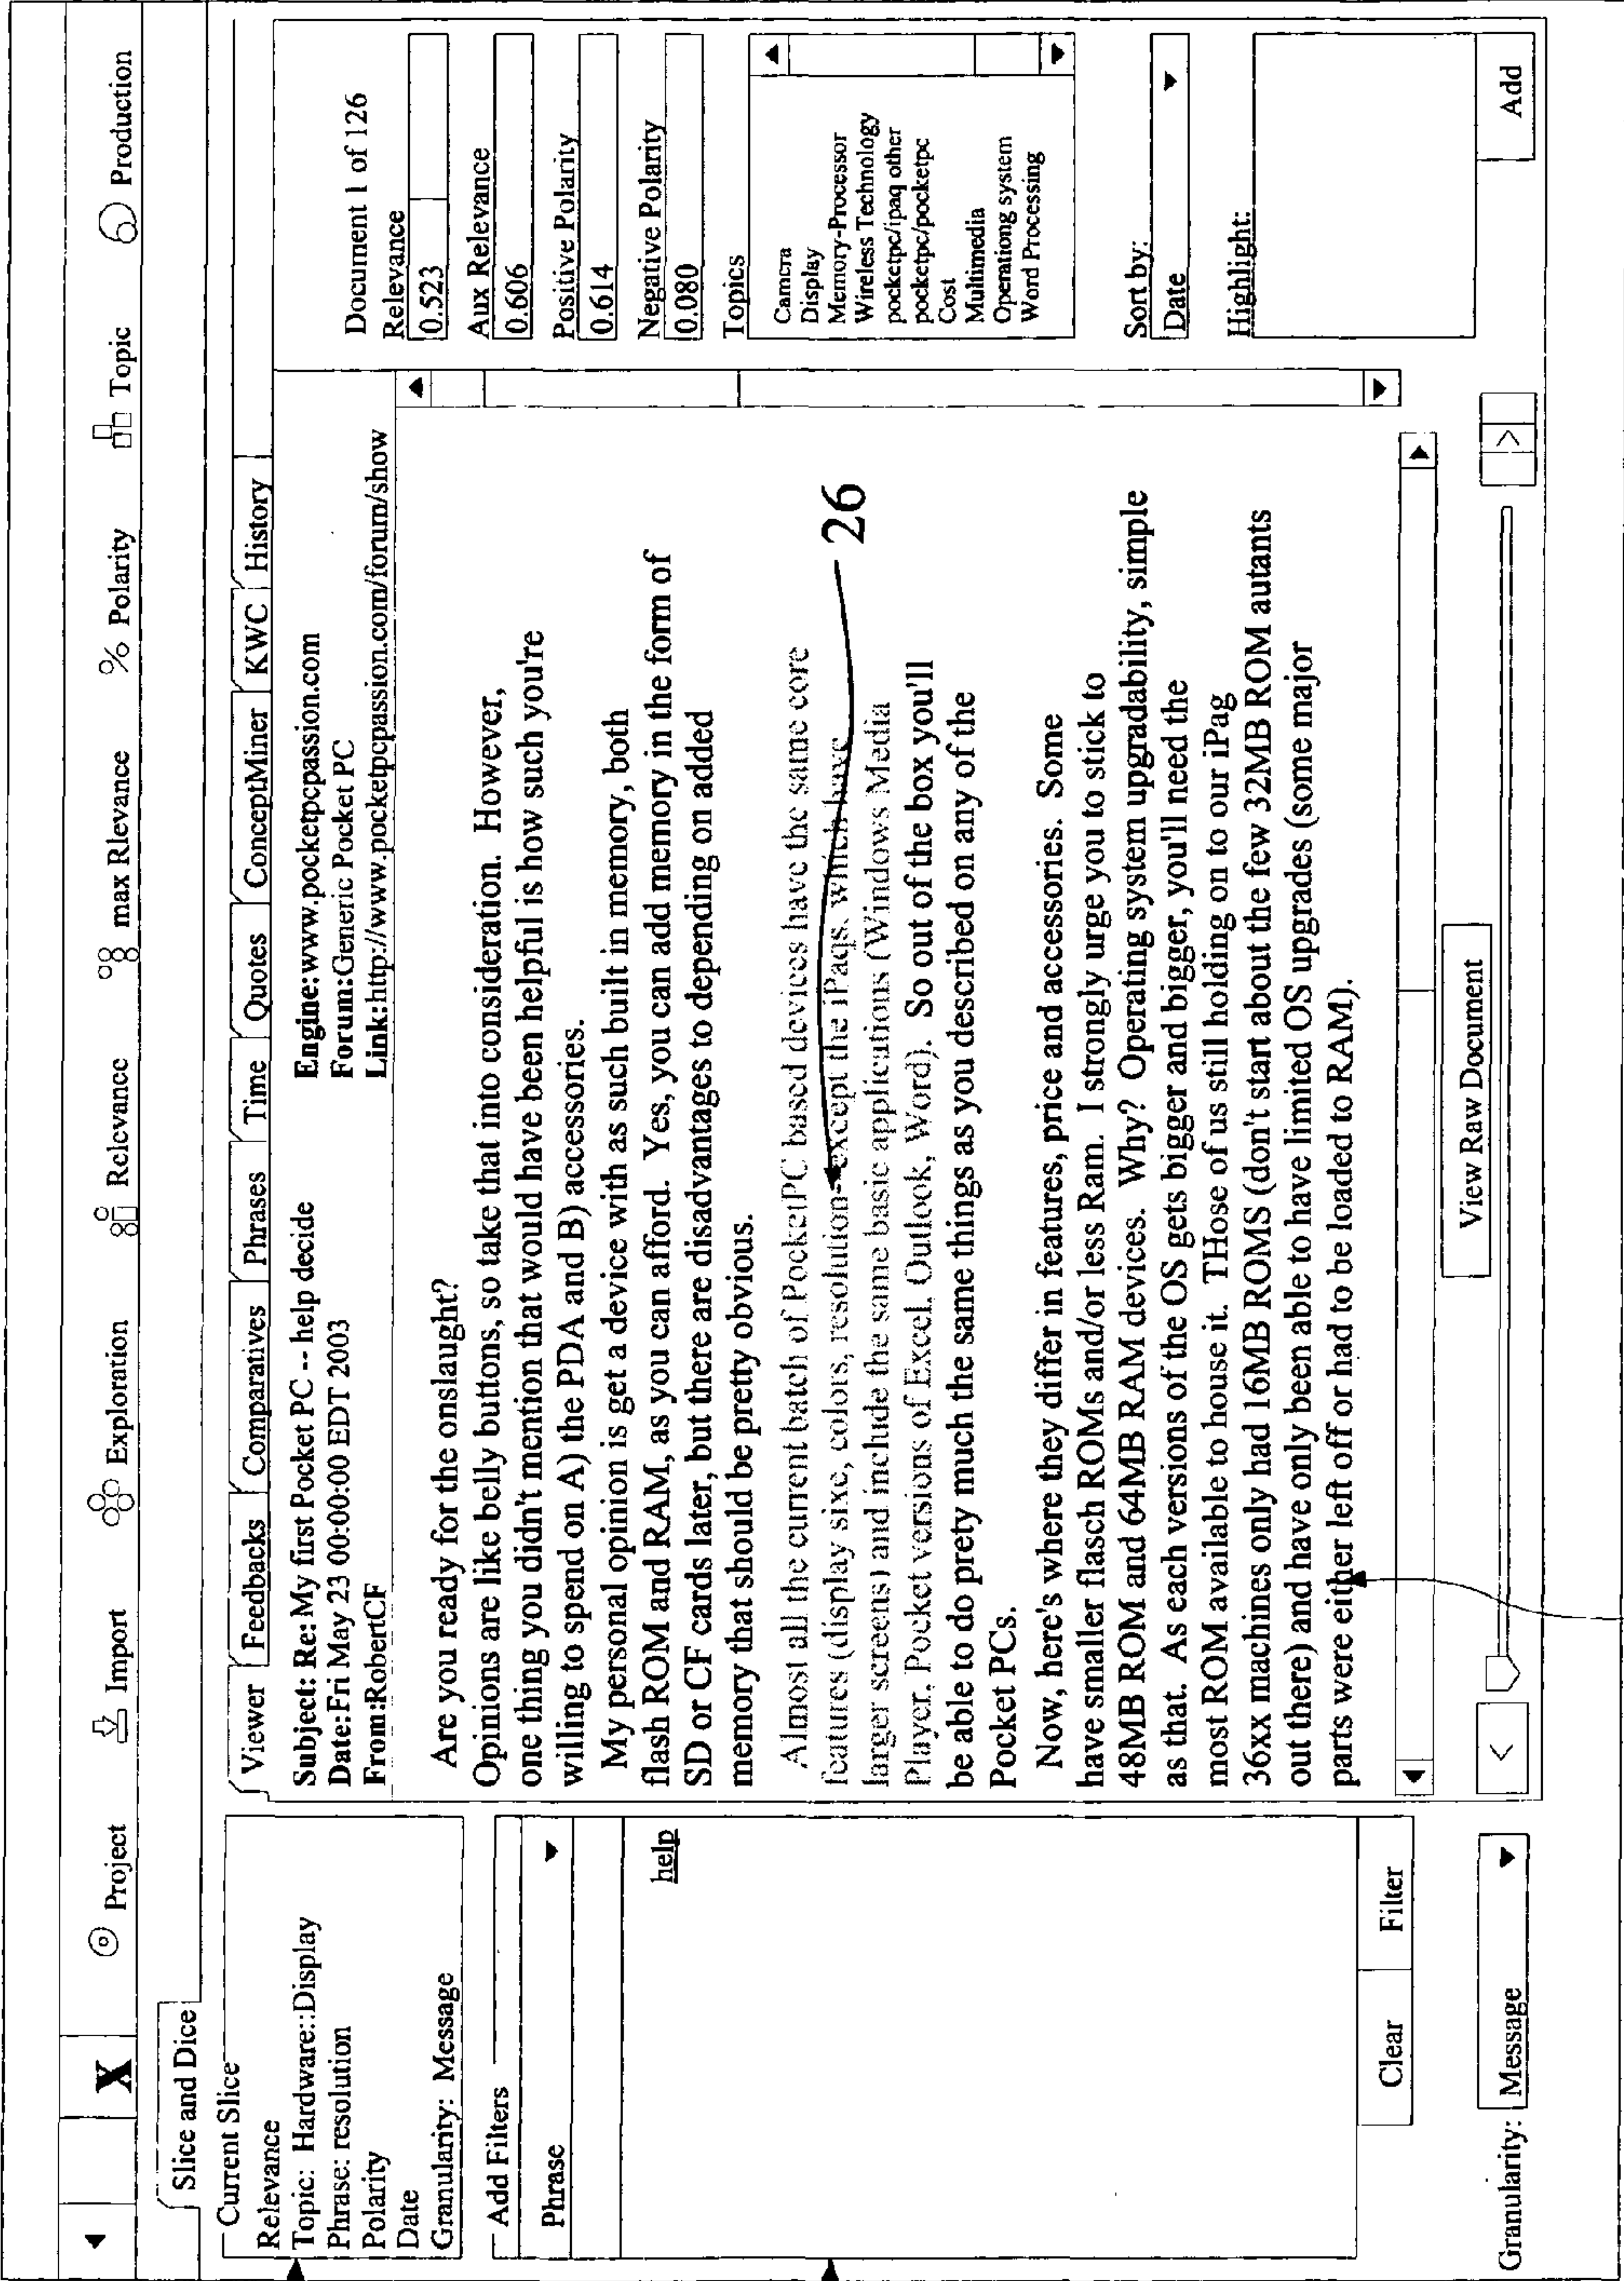 X
Project
Import
Exploration
Relevance
max Rlevance
% Polarity
Topic
Production
Slice and Dice
Current Slice
Relevance
Topic: Hardware::Display
Phrase: resolution
Polarity
Date
Granularity: Message
Add Filters
Phrase
help
Clear
Filter
Granularity: Message
Viewer
Feedbacks
Comparatives
Phrases
Time
Quotes
ConceptMiner
KWC
History
Subject: Re: My first Pocket PC -- help decide
Date:Fri May 23 00:00:00 EDT 2003
From:RobertCF
Engine:www.pocketpcpassion.com
Forum:Generic Pocket PC
Link:http://www.pocketpcpassion.com/forum/show
Are you ready for the onslaught?
Opinions are like belly buttons, so take that into consideration. However,
one thing you didn't mention that would have been helpful is how such you're
willing to spend on A) the PDA and B) accessories.
My personal opinion is get a device with as such built in memory, both
flash ROM and RAM, as you can afford. Yes, you can add memory in the form of
SD or CF cards later, but there are disadvantages to depending on added
memory that should be pretty obvious.
Almost all the current batch of PocketPC based devices have the same core
features (display sixe, colors, resolution-except the iPaqs, which have
larger screens) and include the same basic applications (Windows Media
Player, Pocket versions of Excel, Outlook, Word). So out of the box you'll
be able to do prety much the same things as you described on any of the
Pocket PCs.
26
Now, here's where they differ in features, price and accessories. Some
have smaller flasch ROMs and/or less Ram. I strongly urge you to stick to
48MB ROM and 64MB RAM devices. Why? Operating system upgradability, simple
as that. As each versions of the OS gets bigger and bigger, you'll need the
most ROM available to house it. THose of us still holding on to our iPag
36xx machines only had 16MB ROMS (don't start about the few 32MB ROM autants
out there) and have only been able to have limited OS upgrades (some major
parts were either left off or had to be loaded to RAM).
View Raw Document
<
>
Document 1 of 126
Relevance
0.523
Aux Relevance
0.606
Positive Polarity
0.614
Negative Polarity
0.080
Topics
Camera
Display
Memory-Processor
Wireless Technology
pocketpc/ipaq other
pocketpc/pocketpc
Cost
Multimedia
Operationg system
Word Processing
Sort by:
Date
Highlight:
Add